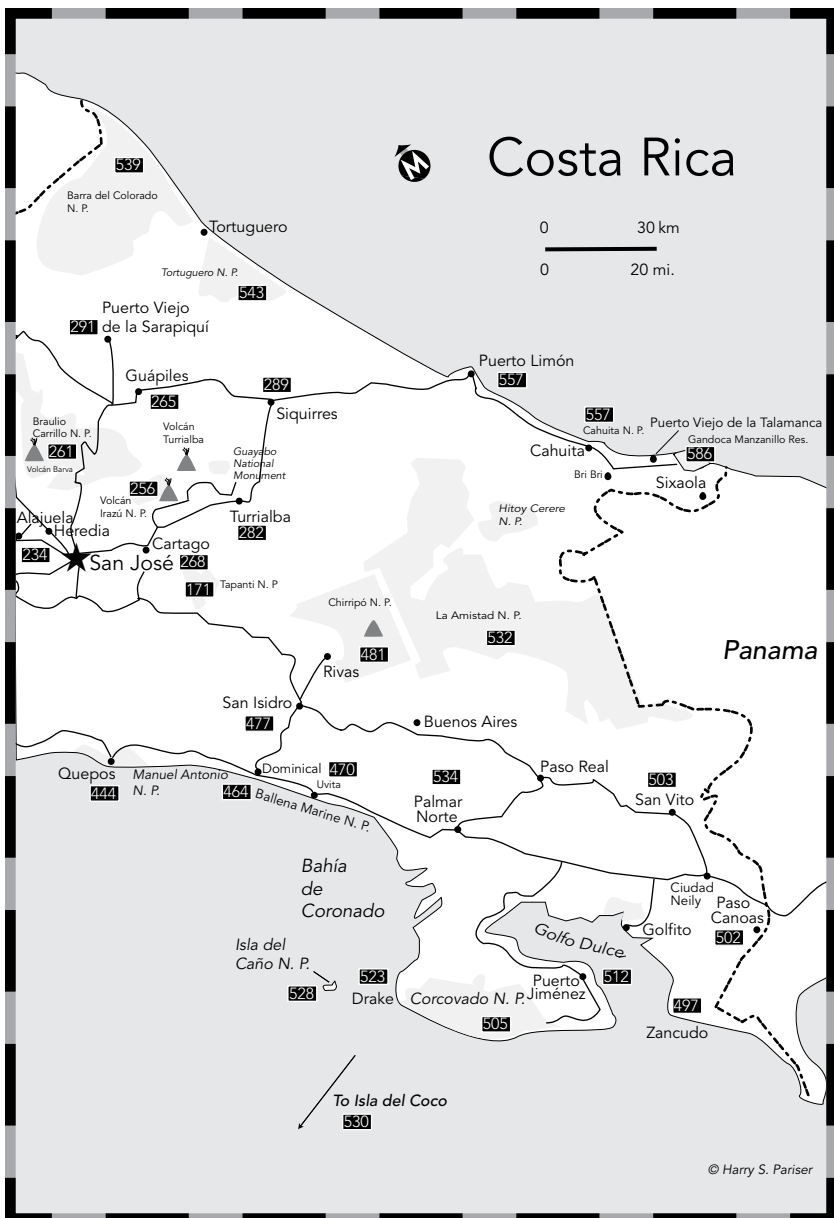 Costa Rica
0 30 km
0 20 mi.
539
Barra del Colorado
N. P.
Tortuguero
Tortuguero N. P.
543
Puerto Viejo
291 de la Sarapiquí
Guápiles
265
289
Siquirres
Puerto Limón
557
557
Cahuita N. P.
Puerto Viejo de la Talamanca
Gandoca Manzanillo Res.
586
Cahuita
Bri Bri
Sixaola
Braulio
Carrillo N. P.
261
Volcán Barva
Volcán
Turrialba
Guayabo
National
Monument
256
Volcán
Irazú N. P.
Turrialba
282
Hitoy Cerere
N. P.
Alajuela
Heredia
234
San José
Cartago
268
171 Tapanti N. P
Chirripó N. P.
481
La Amistad N. P.
532
Panama
Rivas
San Isidro
477
Buenos Aires
Quepos
444
Manuel Antonio
N. P.
Dominical 470
Uvita
464 Ballena Marine N. P.
534
Paso Real
Palmar
Norte
503
San Vito
Bahía
de
Coronado
Ciudad
Neily
Paso
Canoas
502
Golfito
Golfo Dulce
Isla del
Caño N. P.
528
523
Drake
Corcovado N. P.
505
Puerto
Jiménez
512
497
Zancudo
To Isla del Coco
530
© Harry S. Pariser